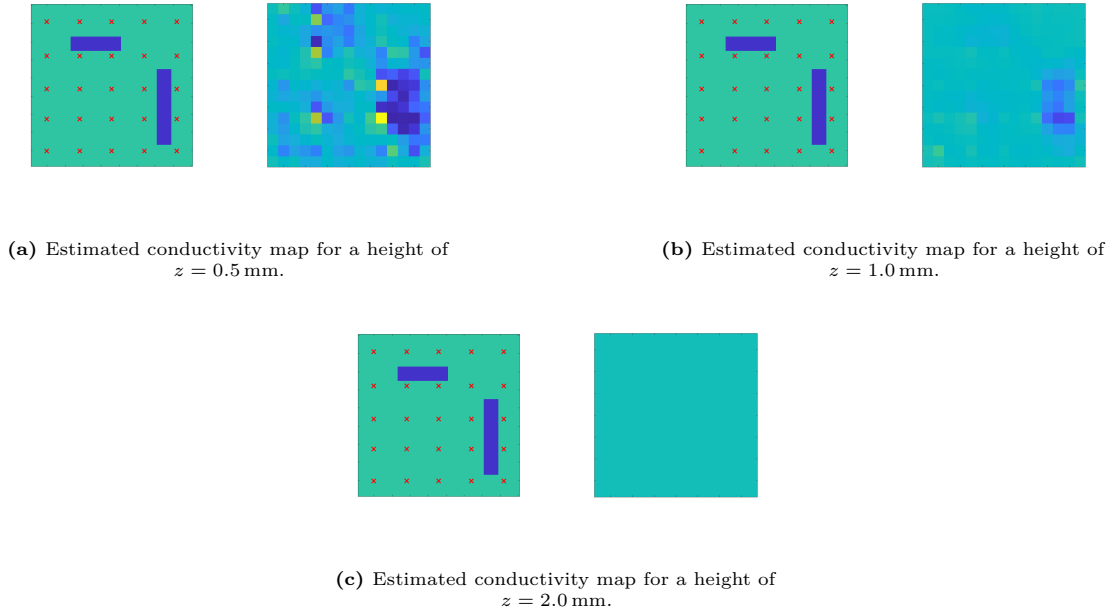 (a) Estimated conductivity map for a height of
z = 0.5 mm.
(b) Estimated conductivity map for a height of
z = 1.0 mm.
(c) Estimated conductivity map for a height of
z = 2.0 mm.